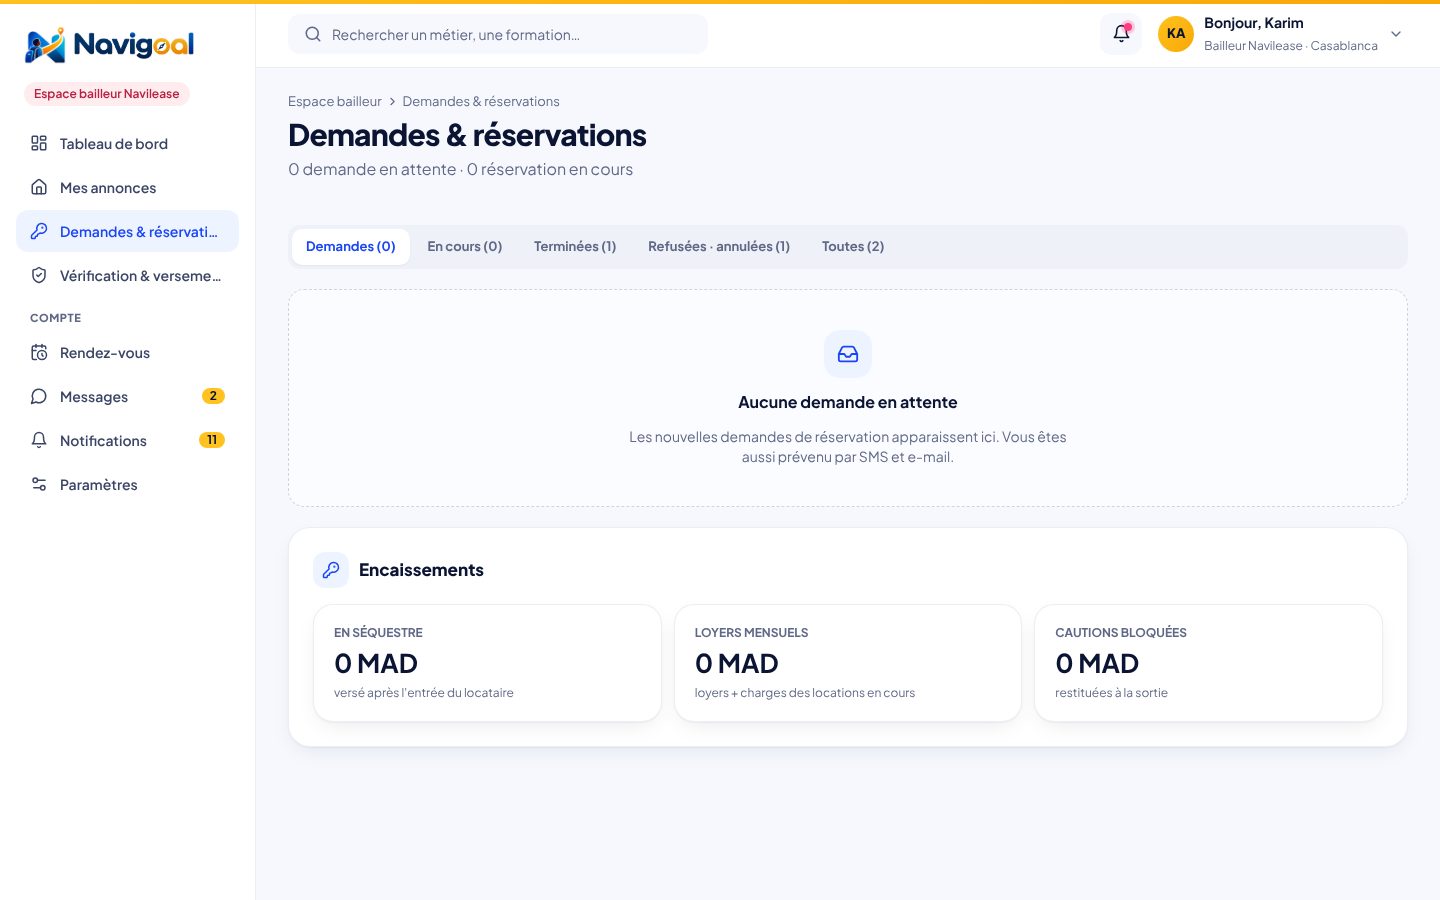 Navigoal
Espace bailleur Navilease
Tableau de bord
Mes annonces
Demandes & réservati...
Vérification & verseme...
COMPTE
Rendez-vous
Messages 2
Notifications 11
Paramètres
Rechercher un métier, une formation...
KA
Bonjour, Karim
Bailleur Navilease · Casablanca
Espace bailleur > Demandes & réservations
Demandes & réservations
0 demande en attente · 0 réservation en cours
Demandes (0) En cours (0) Terminées (1) Refusées · annulées (1) Toutes (2)
Aucune demande en attente
Les nouvelles demandes de réservation apparaissent ici. Vous êtes
aussi prévenu par SMS et e-mail.
Encaissements
EN SÉQUESTRE
0 MAD
versé après l'entrée du locataire
LOYERS MENSUELS
0 MAD
loyers + charges des locations en cours
CAUTIONS BLOQUÉES
0 MAD
restituées à la sortie